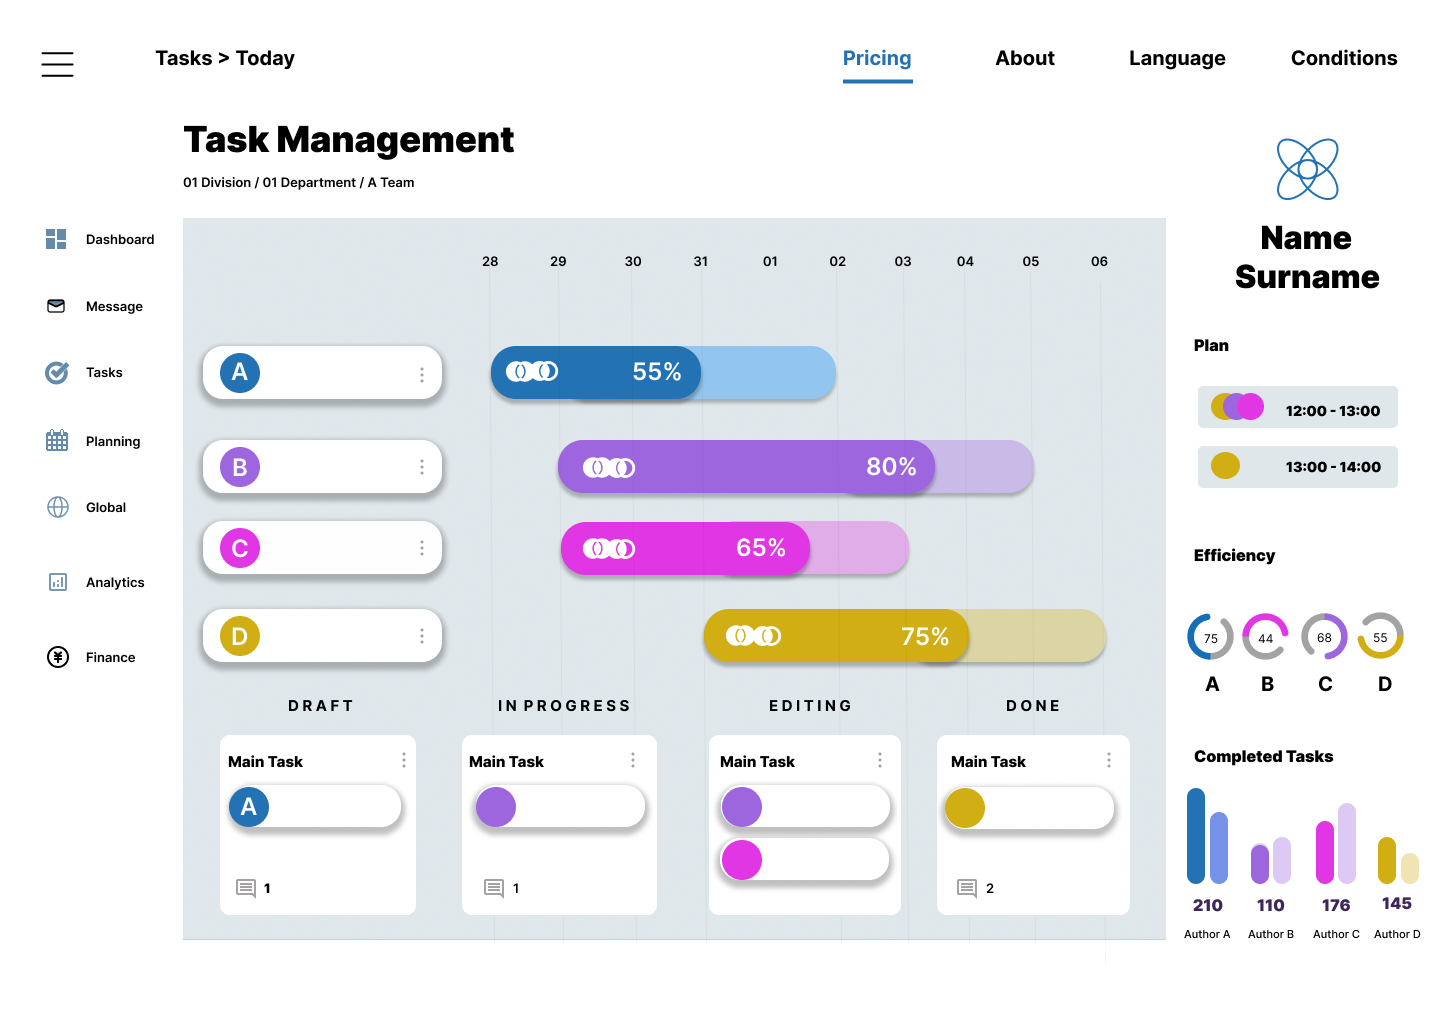 Tasks > Today
Pricing
About
Language
Conditions
Task Management
01 Division / 01 Department / A Team
Dashboard
Message
Tasks
Planning
Global
Analytics
Finance
28 29 30 31 01 02 03 04 05 06
A
55%
B
80%
C
65%
D
75%
DRAFT
IN PROGRESS
EDITING
DONE
Main Task
A
1
Main Task
1
Main Task
Main Task
2
Name
Surname
Plan
12:00 - 13:00
13:00 - 14:00
Efficiency
75 44 68 55
A B C D
Completed Tasks
210 110 176 145
Author A Author B Author C Author D